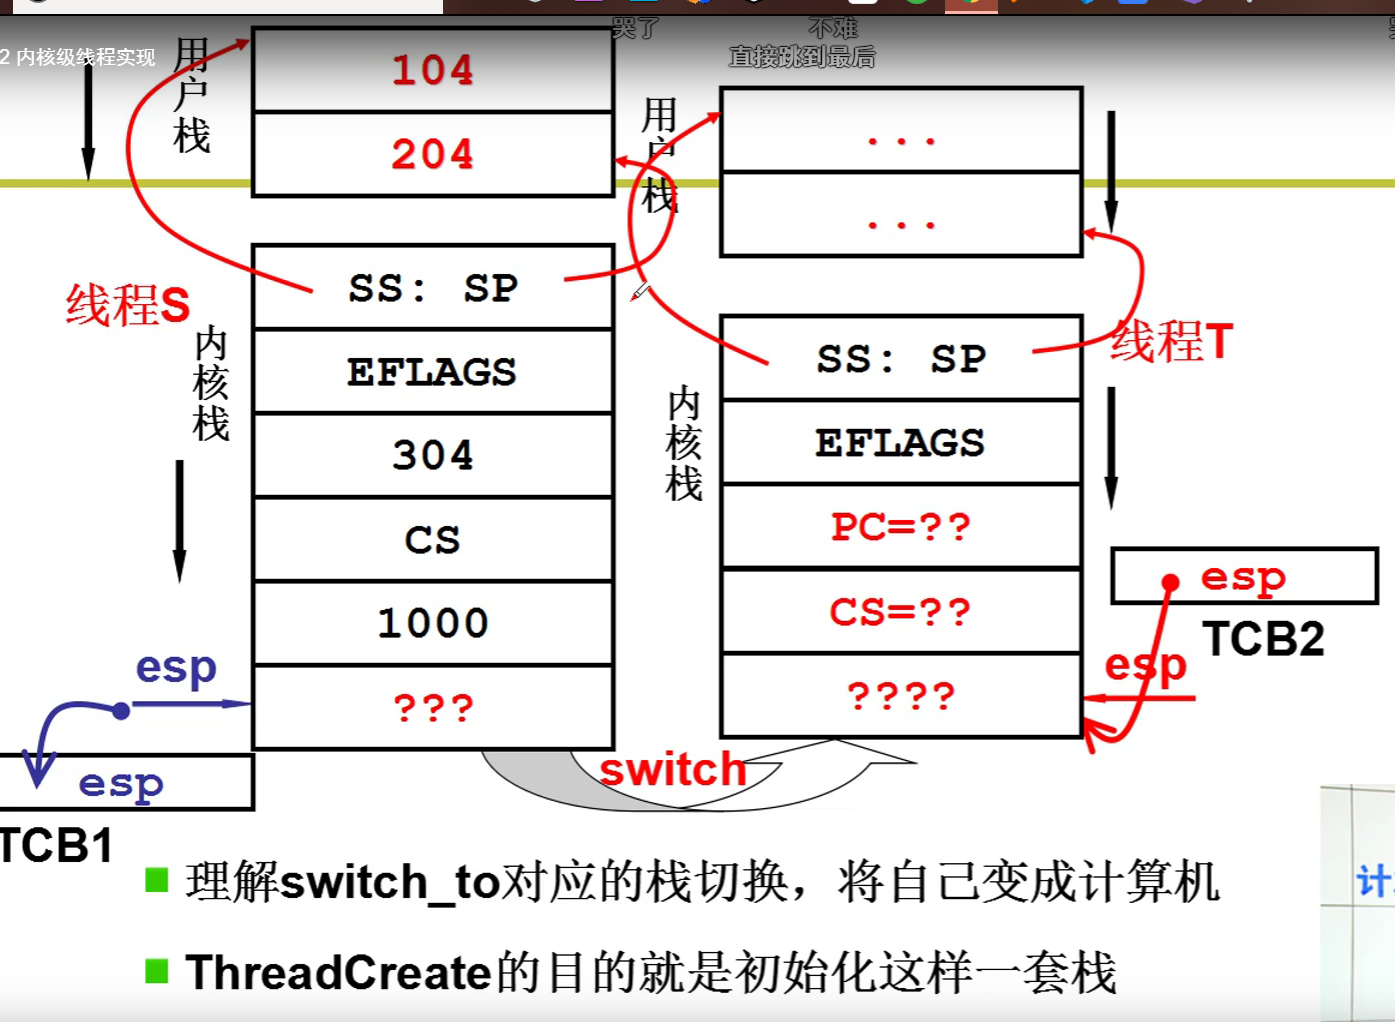 哭了
不难
2 内核级线程实现
直接跳到最后
用户栈
104
204
用户栈
...
...
线程S
内核栈
SS: SP
EFLAGS
304
CS
1000
???
esp
esp
TCB1
线程T
内核栈
SS: SP
EFLAGS
PC=??
CS=??
????
esp
TCB2
esp
switch
理解switch_to对应的栈切换，将自己变成计算机
ThreadCreate的目的就是初始化这样一套栈
计